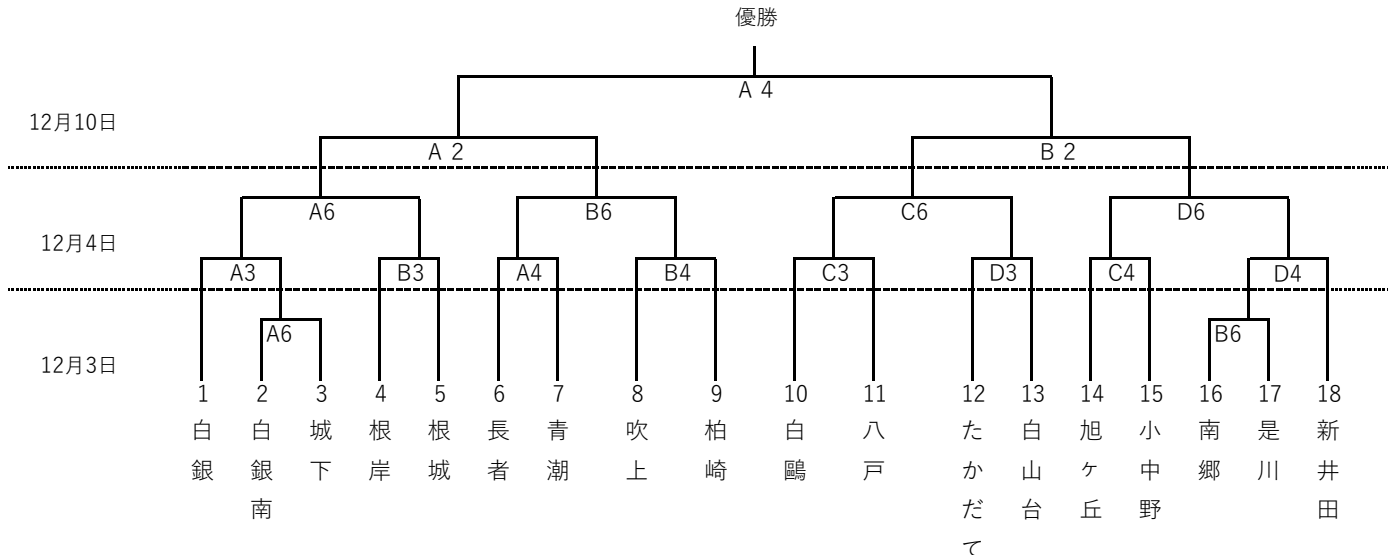 優勝
A 4
12月10日
A 2
B 2
A6
B6
C6
D6
12月4日
A3
B3
A4
B4
C3
D3
C4
D4
A6
B6
12月3日
1
2
3
4
5
6
7
8
9
10
11
12
13
14
15
16
17
18
白銀
白銀南
城下
根岸
根城
長者
青潮
吹上
柏崎
白鷗
八戸
たかだて
白山台
旭ヶ丘
小中野
南郷
是川
新井田